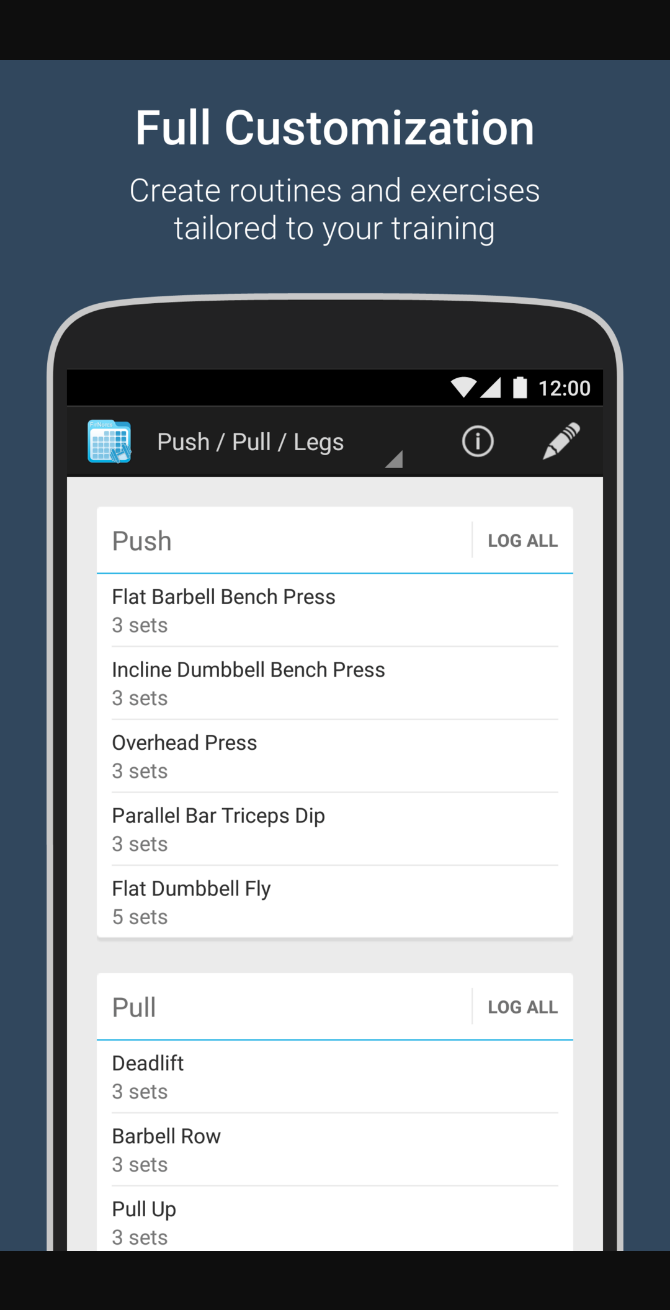 Full Customization
Create routines and exercises
tailored to your training
12:00
Push / Pull / Legs
Push
LOG ALL
Flat Barbell Bench Press
3 sets
Incline Dumbbell Bench Press
3 sets
Overhead Press
3 sets
Parallel Bar Triceps Dip
3 sets
Flat Dumbbell Fly
5 sets
Pull
LOG ALL
Deadlift
3 sets
Barbell Row
3 sets
Pull Up
3 sets